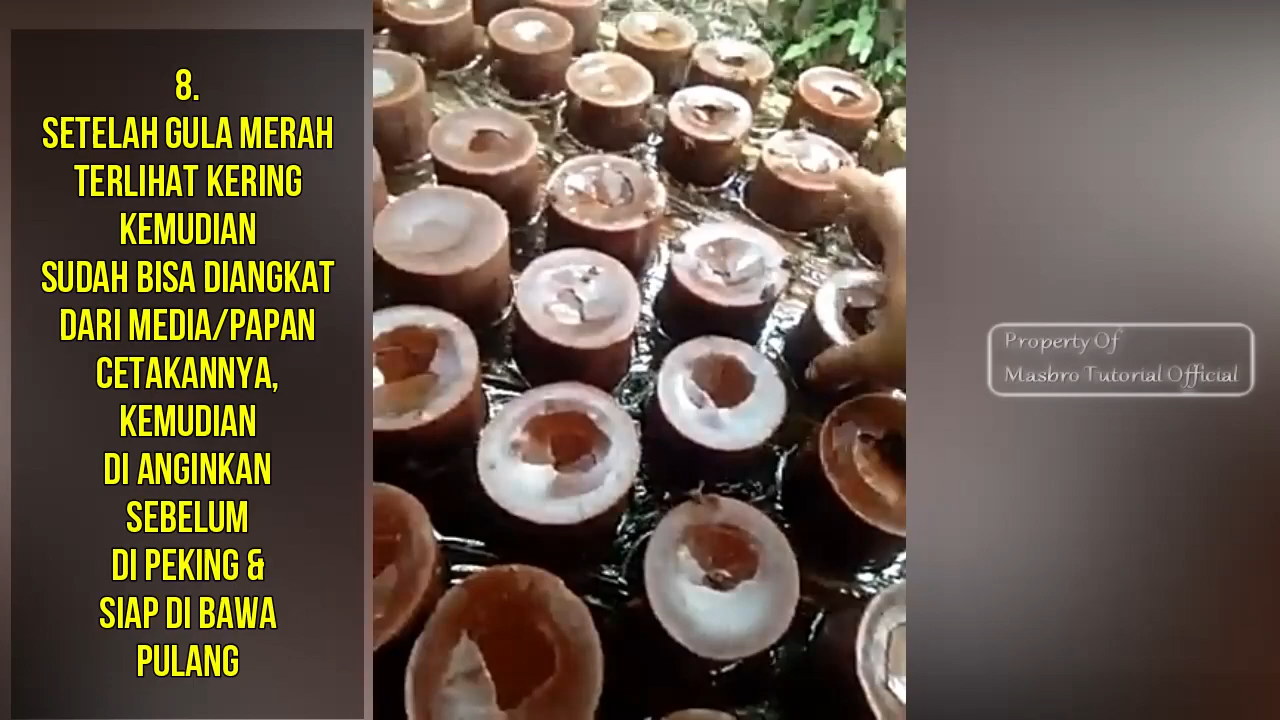 8.
SETELAH GULA MERAH
TERLIHAT KERING
KEMUDIAN
SUDAH BISA DIANGKAT
DARI MEDIA/PAPAN
CETAKANNYA,
KEMUDIAN
DI ANGINKAN
SEBELUM
DI PEKING &
SIAP DI BAWA
PULANG
Property Of
Masbro Tutorial Official